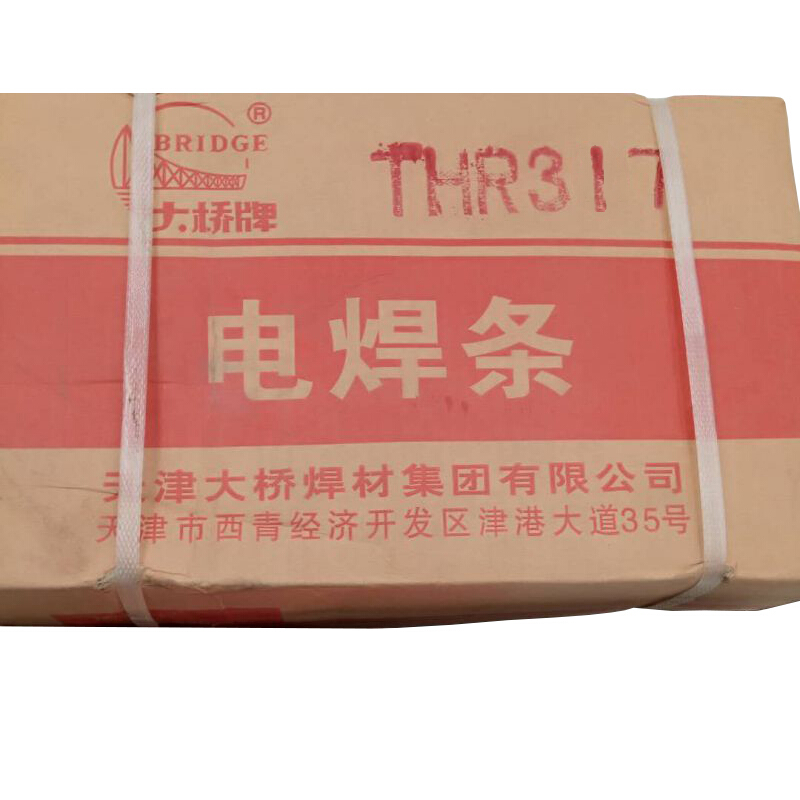 BRIDGE ®
大桥牌
THR317
电焊条
天津大桥焊材集团有限公司
天津市西青经济开发区津港大道35号